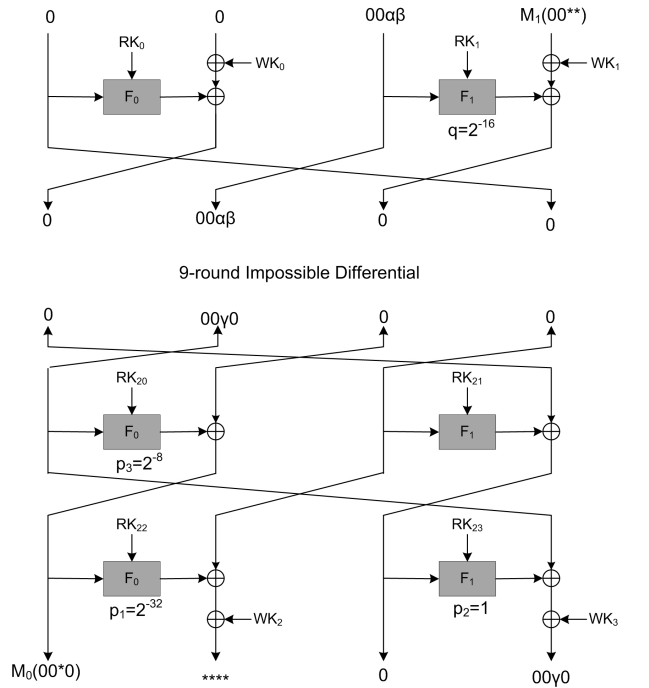 0 0 00αβ M₁(00**)
RK₀ WK₀ RK₁ WK₁
F₀ F₁
q=2⁻¹⁶
0 00αβ 0 0
9-round Impossible Differential
0 00γ0 0 0
RK₂₀ RK₂₁
F₀ F₁
p₃=2⁻⁸
RK₂₂ RK₂₃
F₀ F₁
p₁=2⁻³² p₂=1
WK₂ WK₃
M₀(00*0) **** 0 00γ0